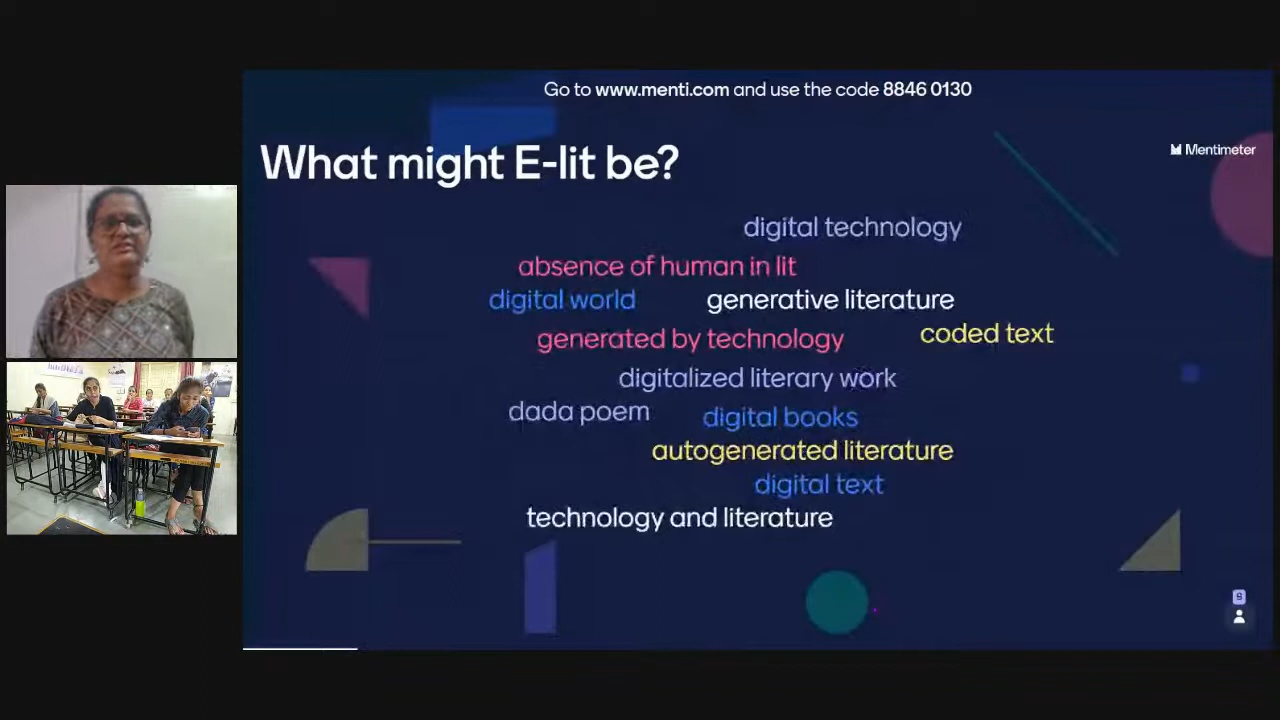 Go to www.menti.com and use the code 8846 0130
What might E-lit be?
Mentimeter
digital technology
absence of human in lit
digital world
generative literature
generated by technology
coded text
digitalized literary work
dada poem
digital books
autogenerated literature
digital text
technology and literature
9